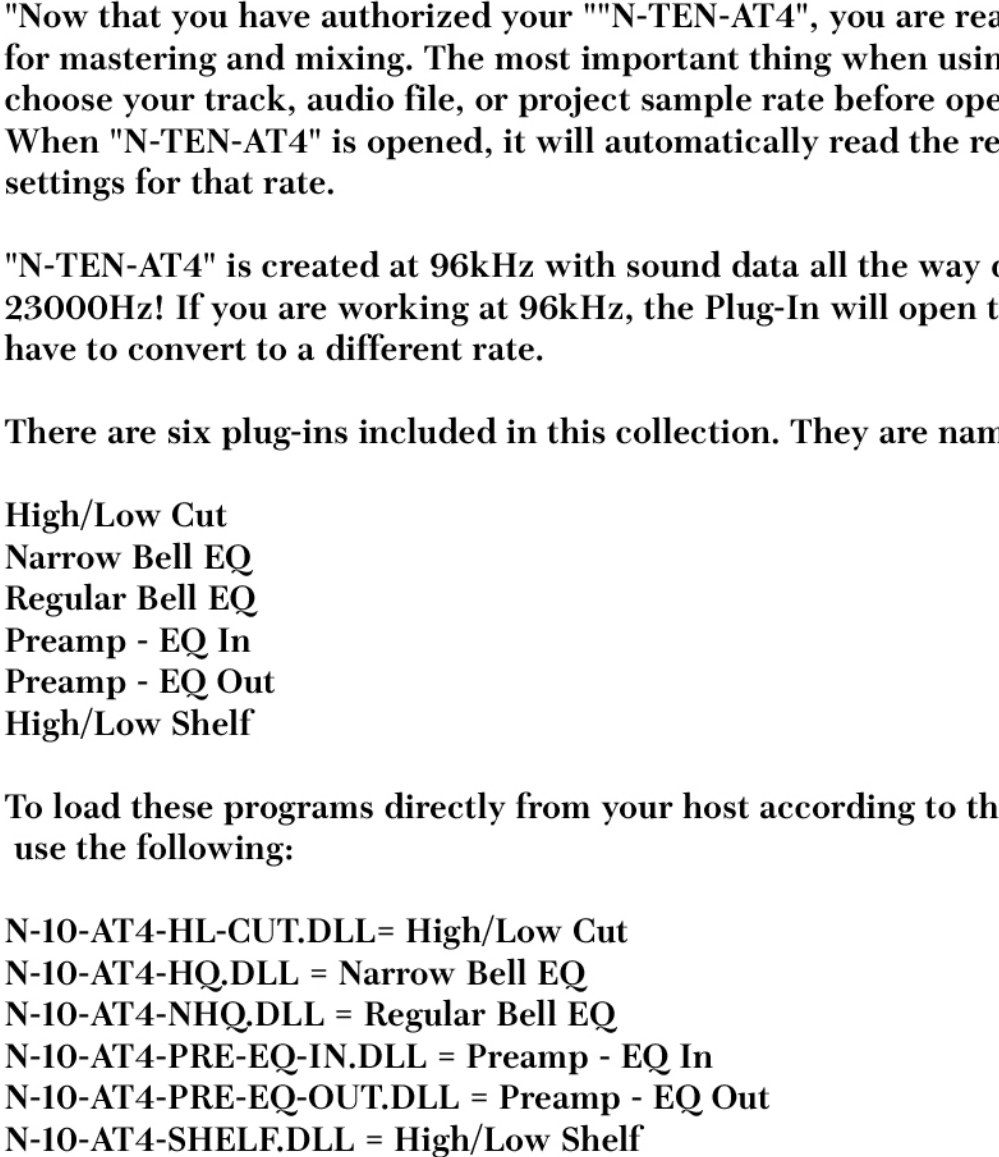 "Now that you have authorized your ""N-TEN-AT4", you are
for mastering and mixing. The most important thing when
choose your track, audio file, or project sample rate before
When "N-TEN-AT4" is opened, it will automatically read the
settings for that rate.
"N-TEN-AT4" is created at 96kHz with sound data all the way
23000Hz! If you are working at 96kHz, the Plug-In will open
have to convert to a different rate.
There are six plug-ins included in this collection. They are
High/Low Cut
Narrow Bell EQ
Regular Bell EQ
Preamp - EQ In
Preamp - EQ Out
High/Low Shelf
To load these programs directly from your host according to
use the following:
N-10-AT4-HL-CUT.DLL= High/Low Cut
N-10-AT4-HQ.DLL = Narrow Bell EQ
N-10-AT4-NHQ.DLL = Regular Bell EQ
N-10-AT4-PRE-EQ-IN.DLL = Preamp - EQ In
N-10-AT4-PRE-EQ-OUT.DLL = Preamp - EQ Out
N-10-AT4-SHELF.DLL = High/Low Shelf